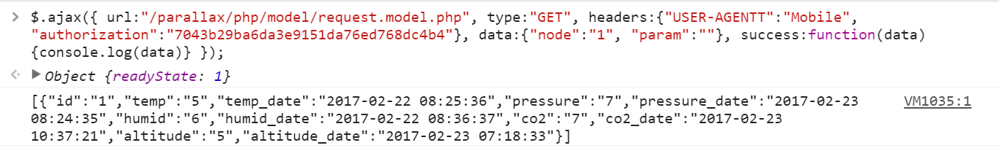 > $.ajax({ url:"/parallax/php/model/request.model.php", type:"GET", headers:{"USER-AGENTT":"Mobile",
"authorization":"7043b29ba6da3e9151da76ed768dc4b4"}, data:{"node":"1", "param":""}, success:function(data)
{console.log(data)} });
Object {readyState: 1}
[{"id":"1","temp":"5","temp_date":"2017-02-22 08:25:36","pressure":"7","pressure_date":"2017-02-23 VM1035:1
08:24:35","humid":"6","humid_date":"2017-02-22 08:36:37","co2":"7","co2_date":"2017-02-23
10:37:21","altitude":"5","altitude_date":"2017-02-23 07:18:33"}]